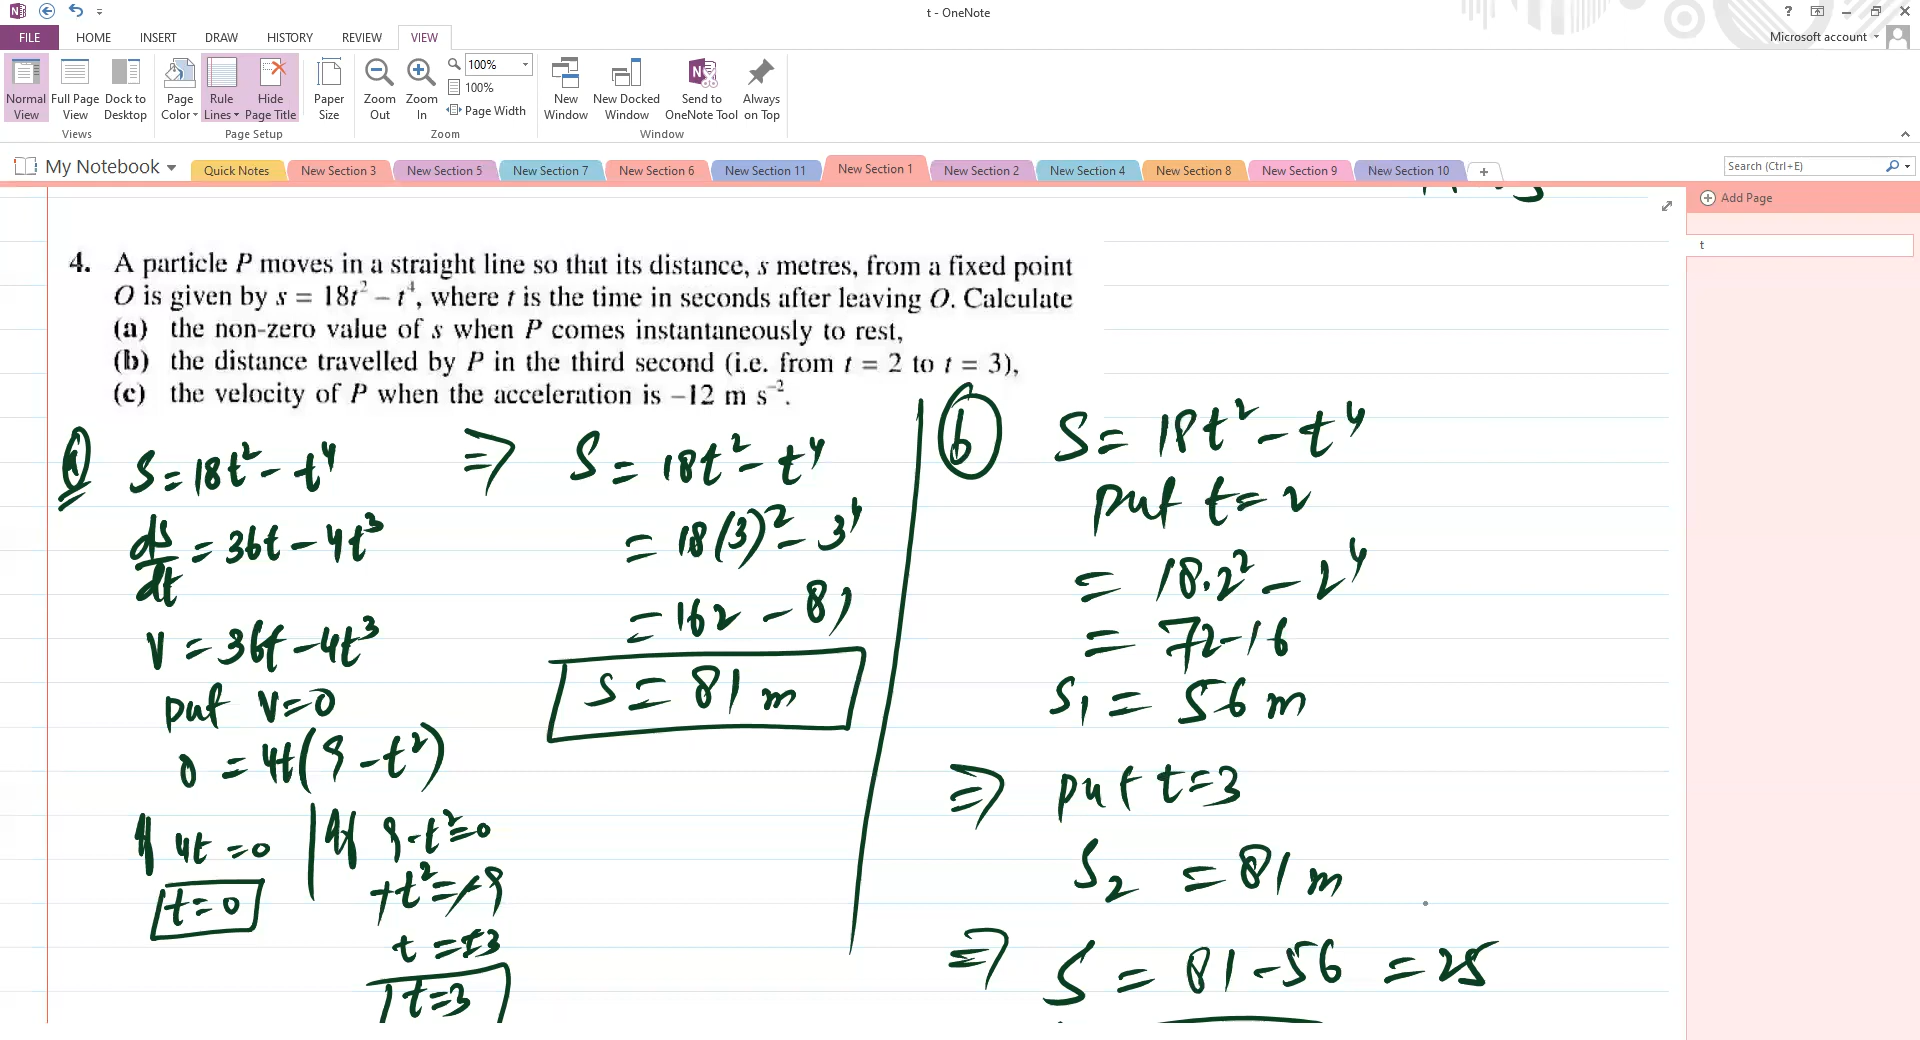 t - OneNote
?
FILE HOME INSERT DRAW HISTORY REVIEW VIEW
Microsoft account
Normal View
Full Page View
Dock to Desktop
Views
Page Color
Rule Lines
Hide Page Title
Paper Size
Page Setup
Zoom Out
Zoom In
100%
100%
Page Width
Zoom
New Window
New Docked Window
Send to OneNote Tool
Always on Top
Window
My Notebook
Quick Notes New Section 3 New Section 5 New Section 7 New Section 6 New Section 11 New Section 1 New Section 2 New Section 4 New Section 8 New Section 9 New Section 10 +
Search (Ctrl+E)
Add Page
t
4. A particle P moves in a straight line so that its distance, s metres, from a fixed point
O is given by s = 18t² − t⁴, where t is the time in seconds after leaving O. Calculate
(a) the non-zero value of s when P comes instantaneously to rest,
(b) the distance travelled by P in the third second (i.e. from t = 2 to t = 3),
(c) the velocity of P when the acceleration is −12 m s⁻².
(a) S = 18t² − t⁴
ds/dt = 36t − 4t³
V = 36t − 4t³
put V=0
0 = 4t(9 − t²)
If 4t = 0
t = 0
If 9 − t² = 0
+t² = +9
t = ±3
t = 3
⇒ S = 18t² − t⁴
= 18(3)² − 3⁴
= 162 − 81
S = 81 m
(b) S = 18t² − t⁴
put t = 2
= 18.2² − 2⁴
= 72 − 16
S₁ = 56 m
⇒ put t = 3
S₂ = 81 m
⇒ S = 81 − 56 = 25